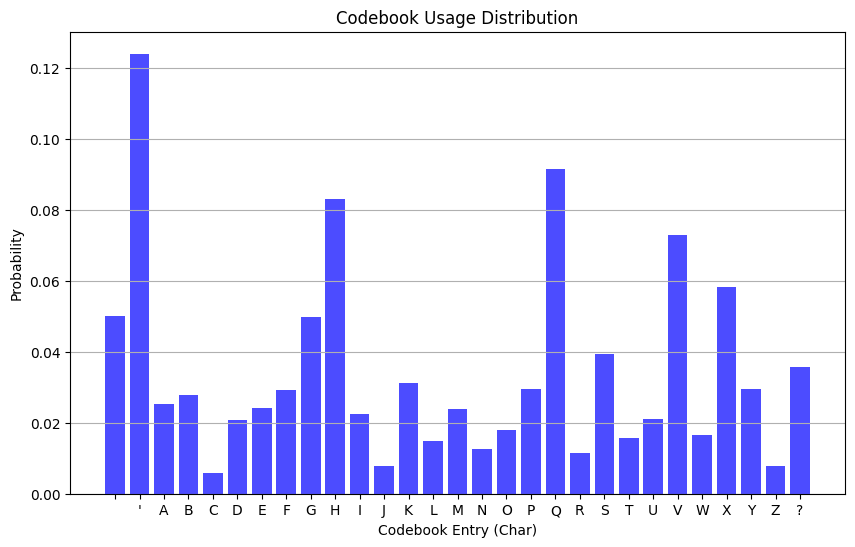 Codebook Usage Distribution
Probability
0.12
0.10
0.08
0.06
0.04
0.02
0.00
' A B C D E F G H I J K L M N O P Q R S T U V W X Y Z ?
Codebook Entry (Char)